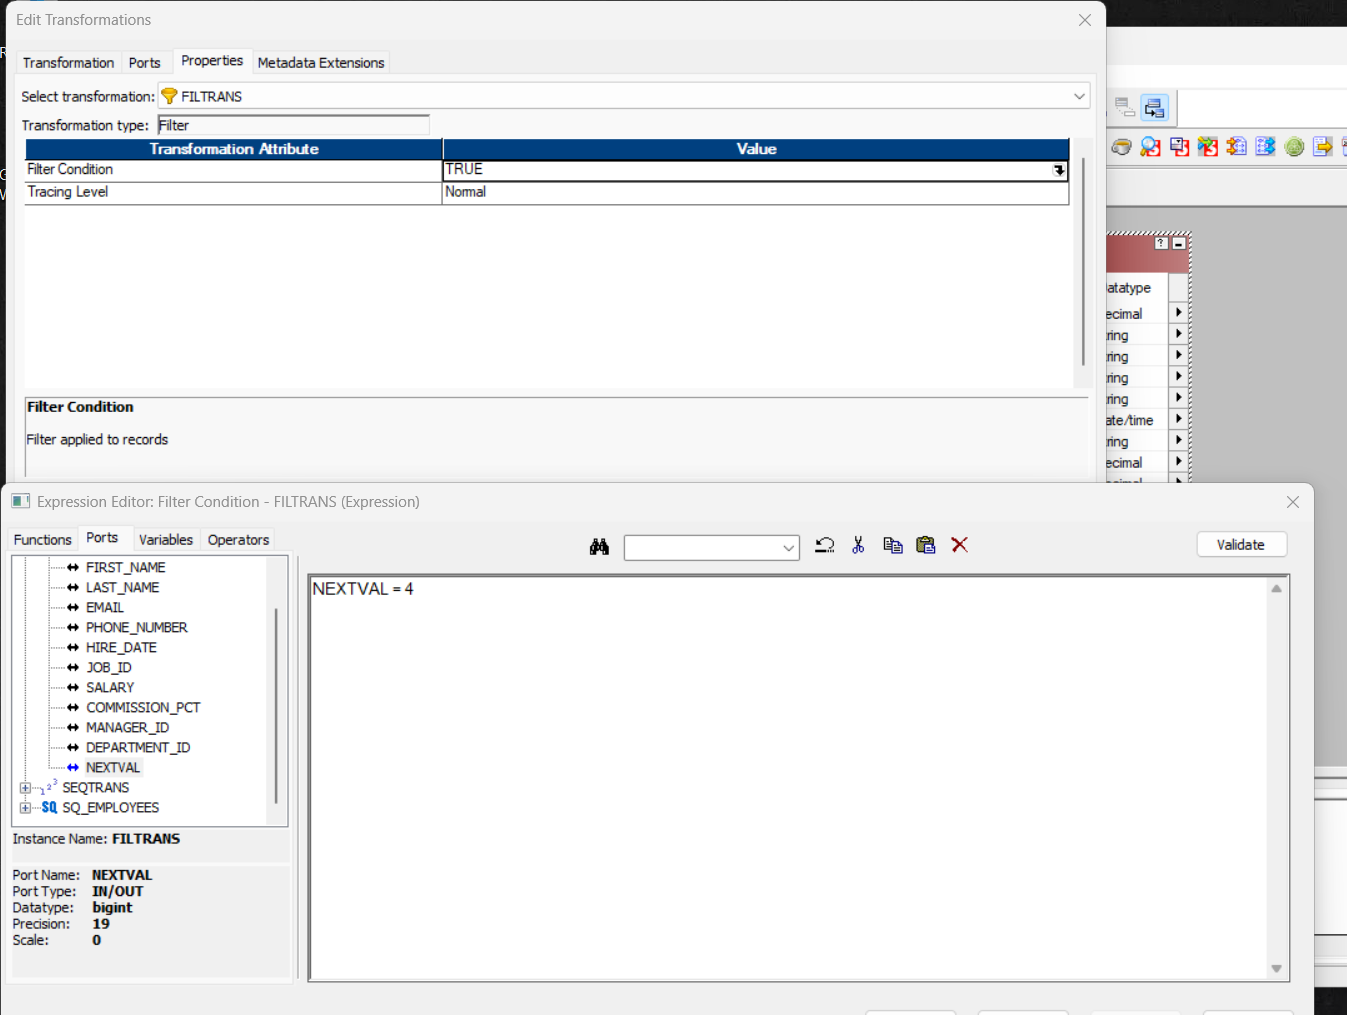 Edit Transformations
Transformation
Ports
Properties
Metadata Extensions
Select transformation: FILTRANS
Transformation type: Filter
Transformation Attribute Value
Filter Condition TRUE
Tracing Level Normal
Filter Condition
Filter applied to records
atatype
ecimal
ring
ring
ring
ring
ate/time
ring
ecimal
Expression Editor: Filter Condition - FILTRANS (Expression)
Functions
Ports
Variables
Operators
Validate
FIRST_NAME
LAST_NAME
EMAIL
PHONE_NUMBER
HIRE_DATE
JOB_ID
SALARY
COMMISSION_PCT
MANAGER_ID
DEPARTMENT_ID
NEXTVAL
SEQTRANS
SQ SQ_EMPLOYEES
NEXTVAL = 4
Instance Name: FILTRANS
Port Name: NEXTVAL
Port Type: IN/OUT
Datatype: bigint
Precision: 19
Scale: 0